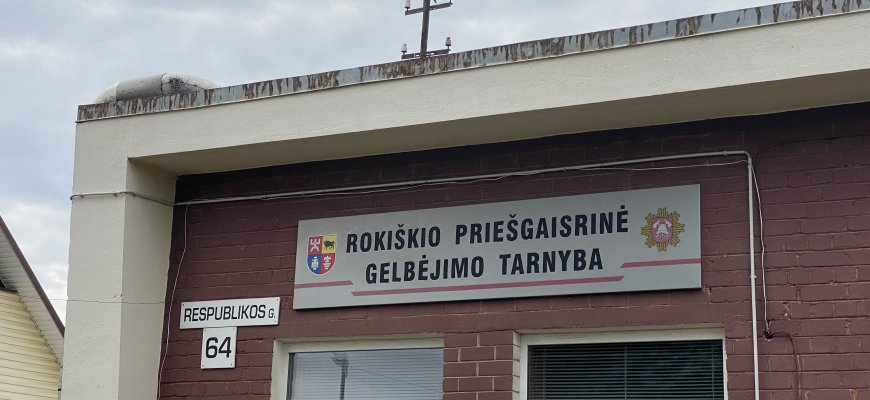 ROKIŠKIO PRIEŠGAISRINĖ
GELBĖJIMO TARNYBA
RESPUBLIKOS G.
64